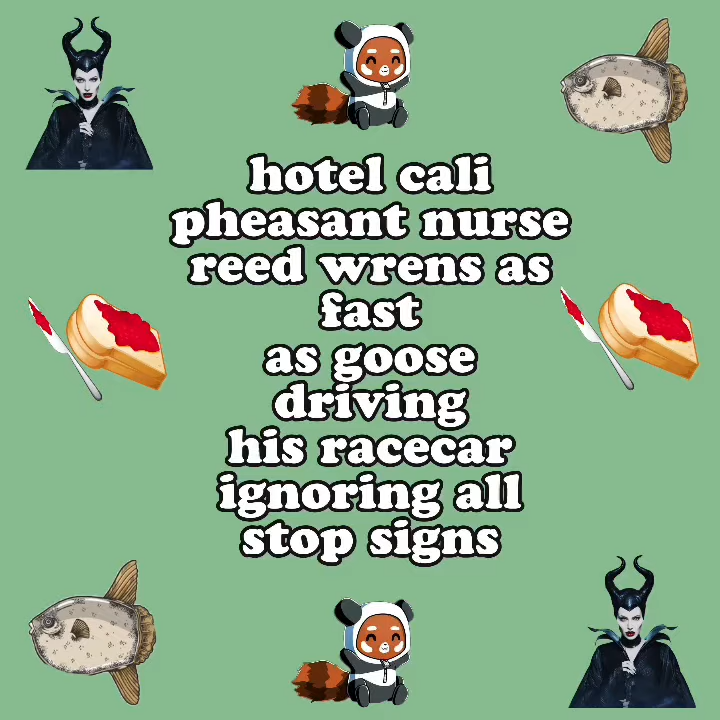 hotel cali
pheasant nurse
reed wrens as
fast
as goose
driving
his racecar
ignoring all
stop signs